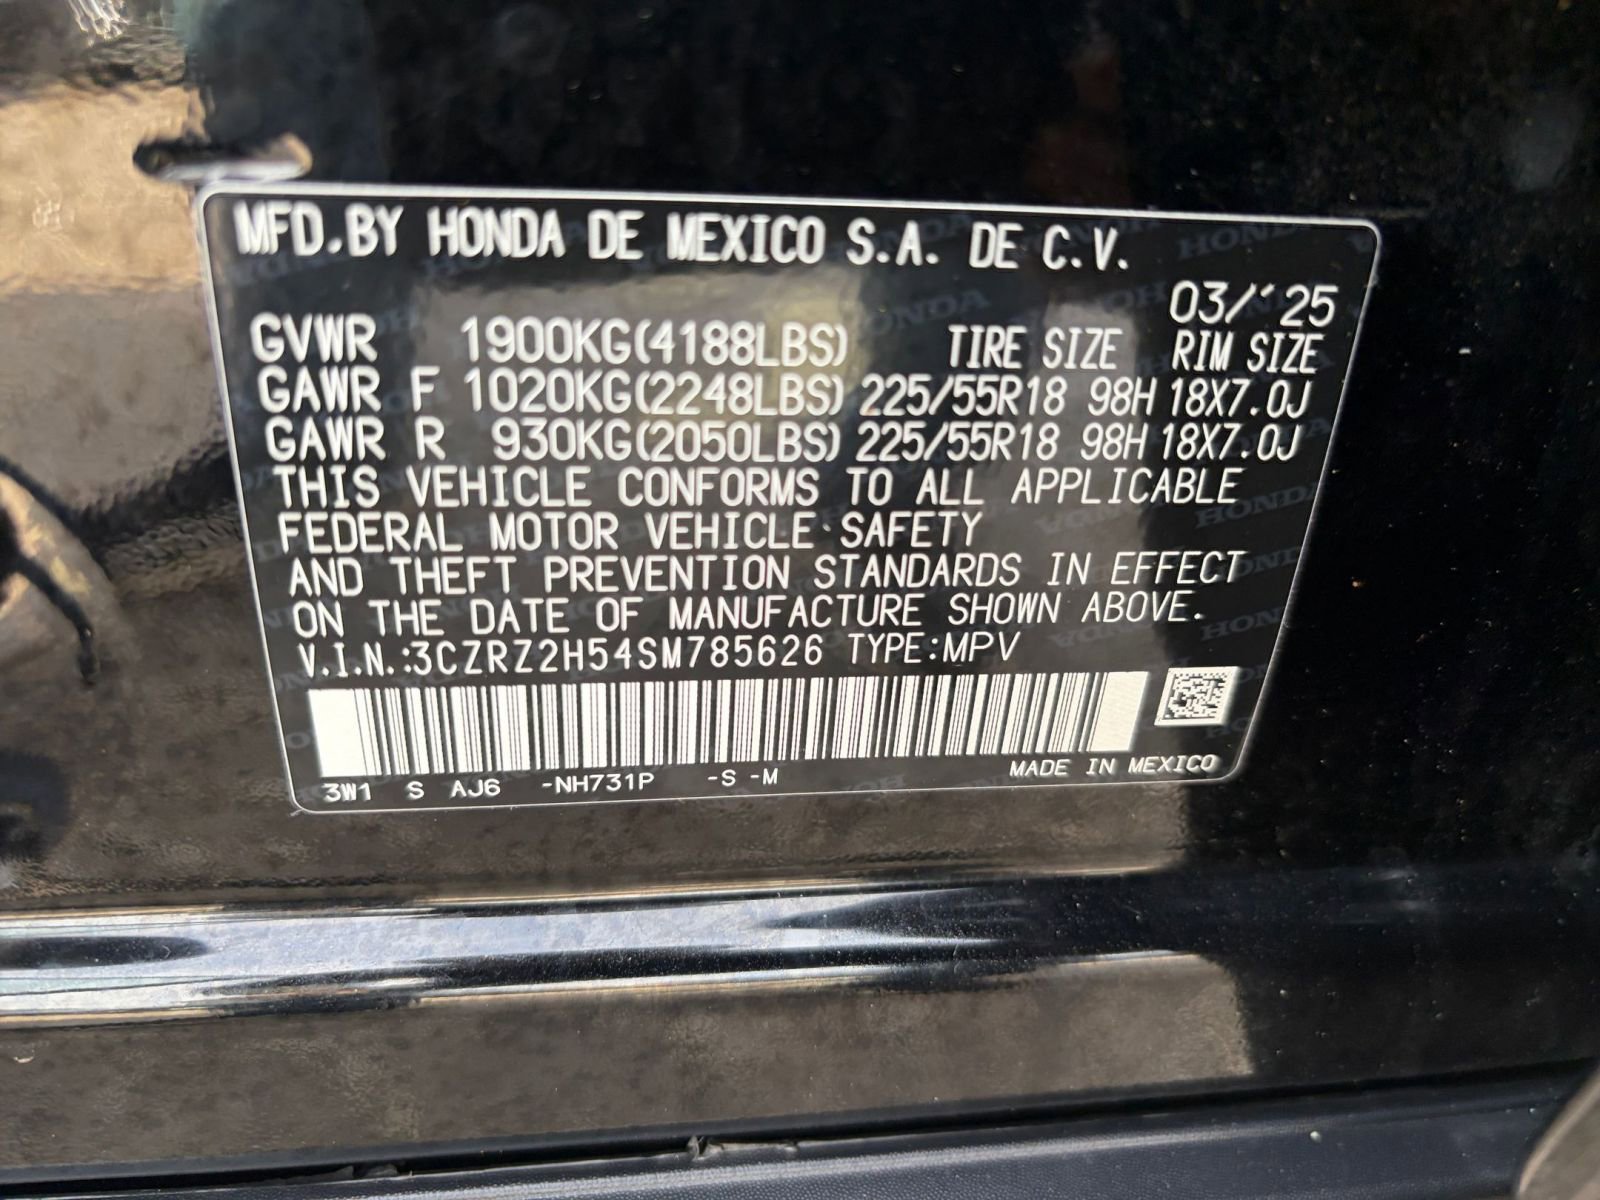 MFD.BY HONDA DE MEXICO S.A. DE C.V.
03/'25
GVWR 1900KG(4188LBS) TIRE SIZE RIM SIZE
GAWR F 1020KG(2248LBS) 225/55R18 98H 18X7.0J
GAWR R 930KG(2050LBS) 225/55R18 98H 18X7.0J
THIS VEHICLE CONFORMS TO ALL APPLICABLE
FEDERAL MOTOR VEHICLE SAFETY
AND THEFT PREVENTION STANDARDS IN EFFECT
ON THE DATE OF MANUFACTURE SHOWN ABOVE.
V.I.N.:3CZRZ2H54SM785626 TYPE:MPV
3W1 S AJ6 -NH731P -S -M MADE IN MEXICO